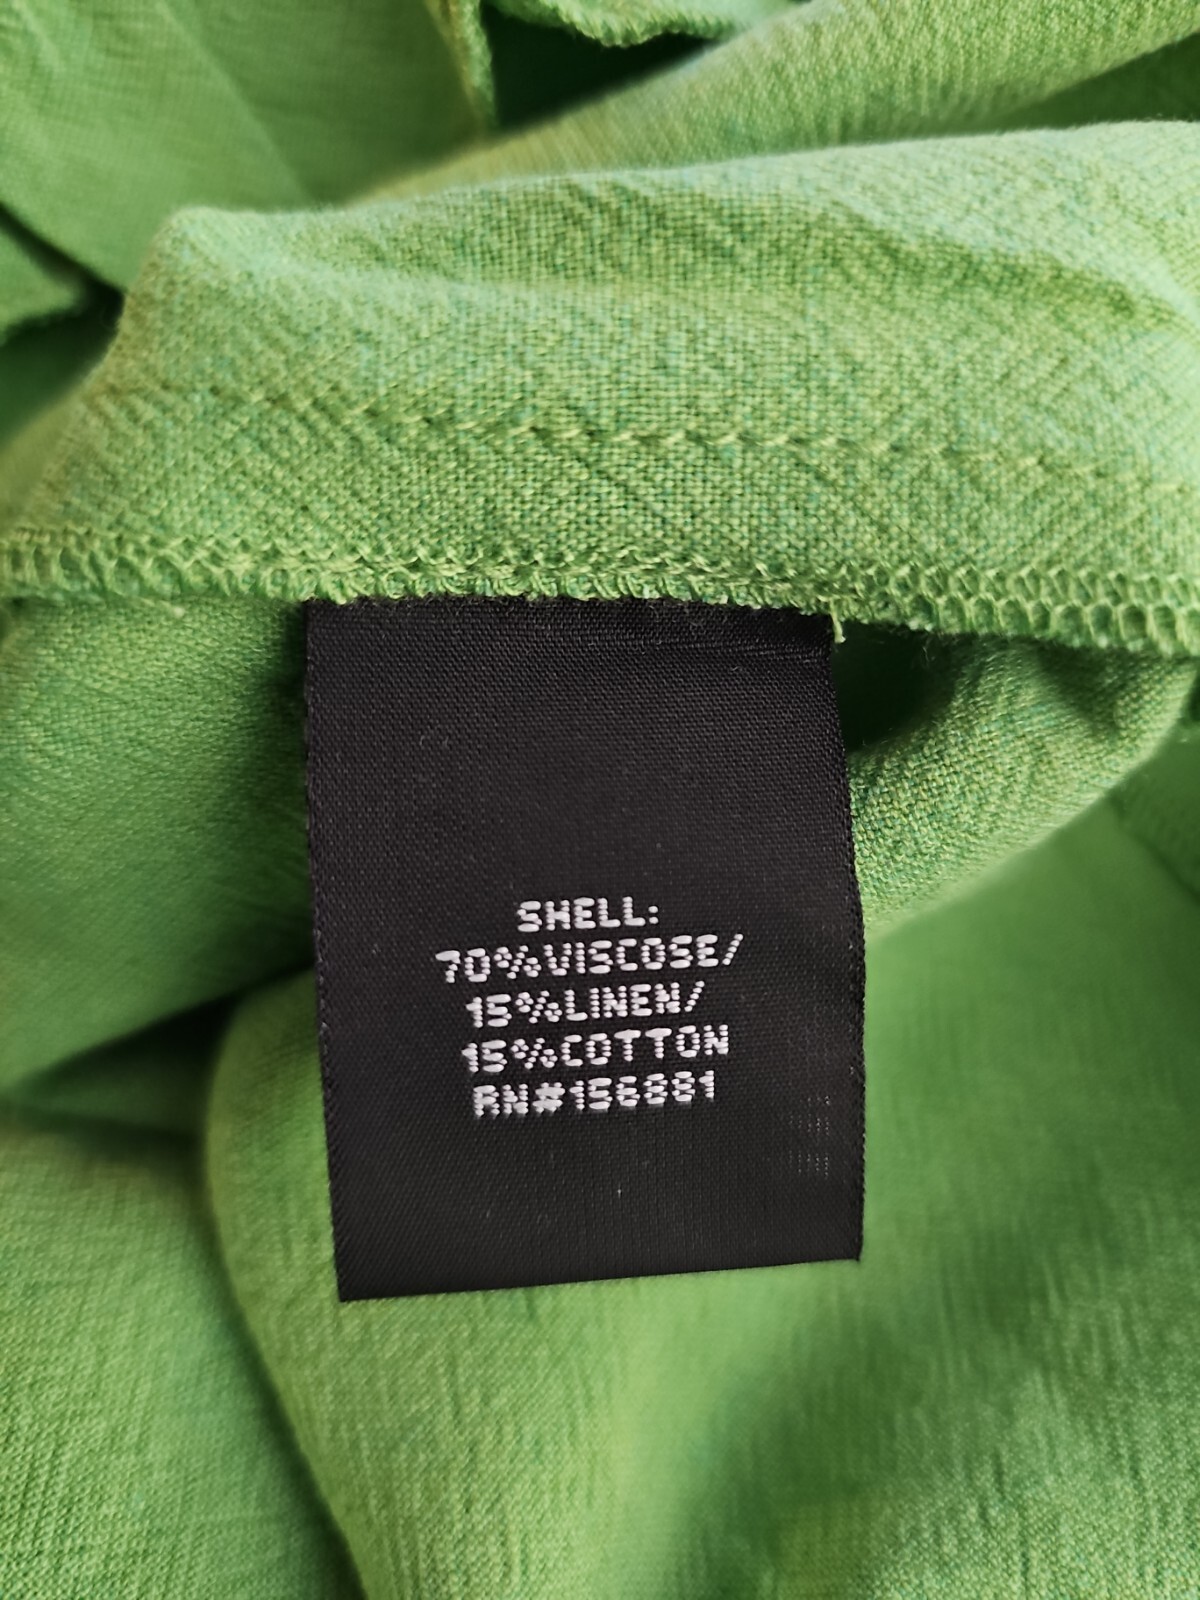 SHELL:
70%VISCOSE/
15%LINEN/
15%COTTON
RN#156881